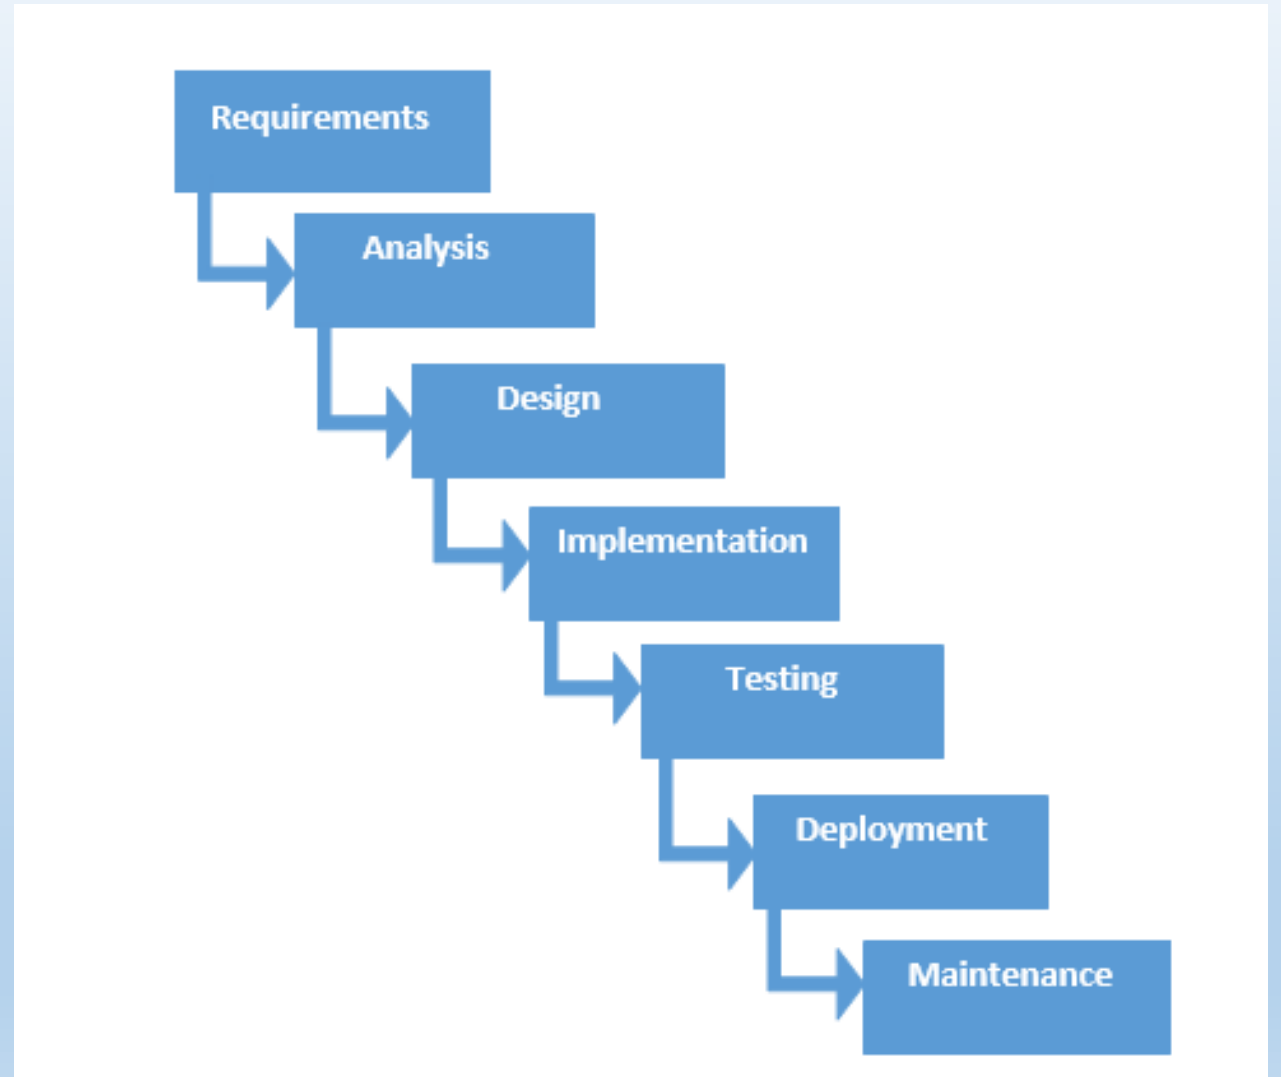 Requirements
Analysis
Design
Implementation
Testing
Deployment
Maintenance